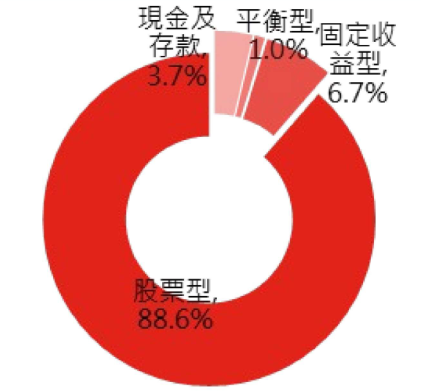 現金及
存款,
3.7%
平衡型,
1.0%
固定收
益型,
6.7%
股票型,
88.6%